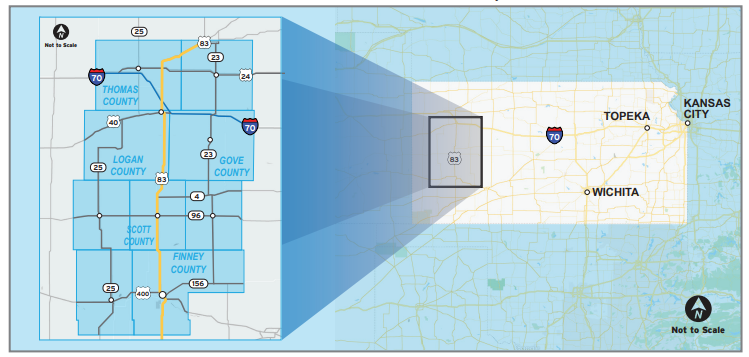 N
Not to Scale
25
83
23
24
70
THOMAS
COUNTY
40
70
LOGAN
COUNTY
GOVE
COUNTY
23
25
83
4
96
SCOTT
COUNTY
FINNEY
COUNTY
156
25
400
KANSAS
CITY
TOPEKA
70
83
WICHITA
N
Not to Scale